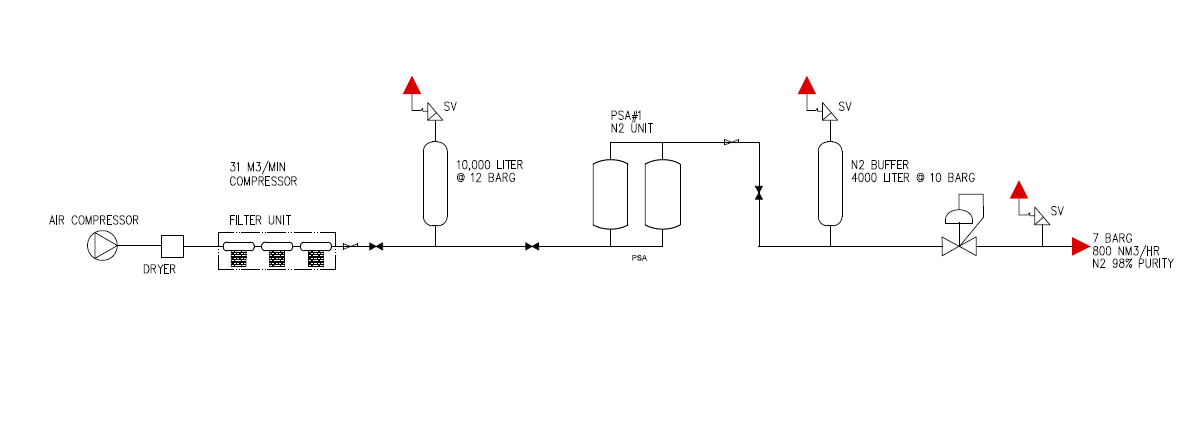 SV
SV
PSA#1
N2 UNIT
31 M3/MIN
COMPRESSOR
10,000 LITER
@ 12 BARG
N2 BUFFER
4000 LITER @ 10 BARG
AIR COMPRESSOR
FILTER UNIT
SV
DRYER
PSA
7 BARG
800 NM3/HR
N2 98% PURITY